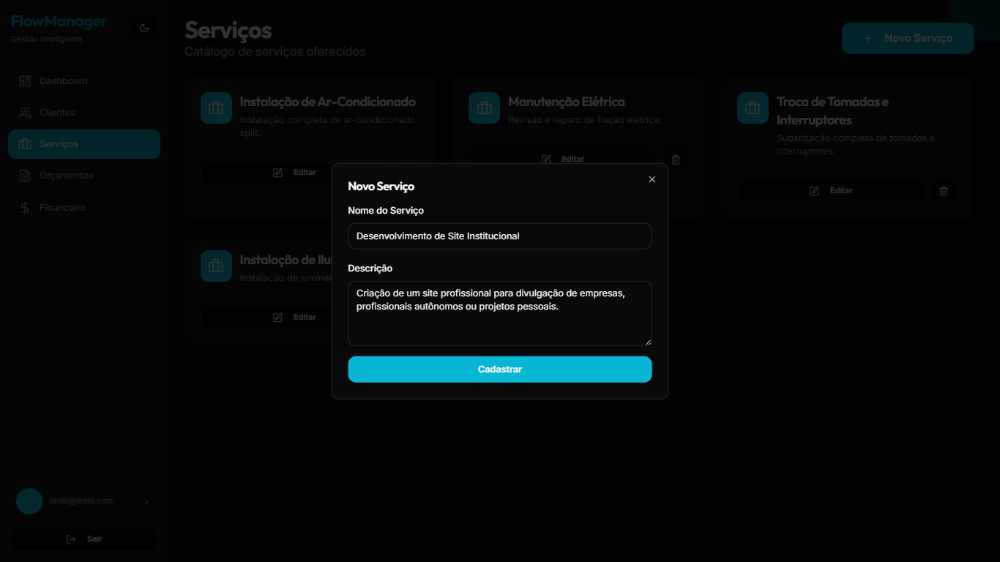 FlowManager
Gestão Inteligente
Dashboard
Clientes
Serviços
Orçamentos
Financeiro
teste@teste.com
Sair
Serviços
Catálogo de serviços oferecidos
Novo Serviço
Instalação de Ar-Condicionado
Instalação completa de ar-condicionado
split.
Editar
Manutenção Elétrica
Revisão e reparo de fiação elétrica.
Editar
Troca de Tomadas e
Interruptores
Substituição completa de tomadas e
interruptores.
Editar
Instalação de
Instalação de
Editar
Novo Serviço
Nome do Serviço
Desenvolvimento de Site Institucional
Descrição
Criação de um site profissional para divulgação de empresas,
profissionais autônomos ou projetos pessoais.
Cadastrar